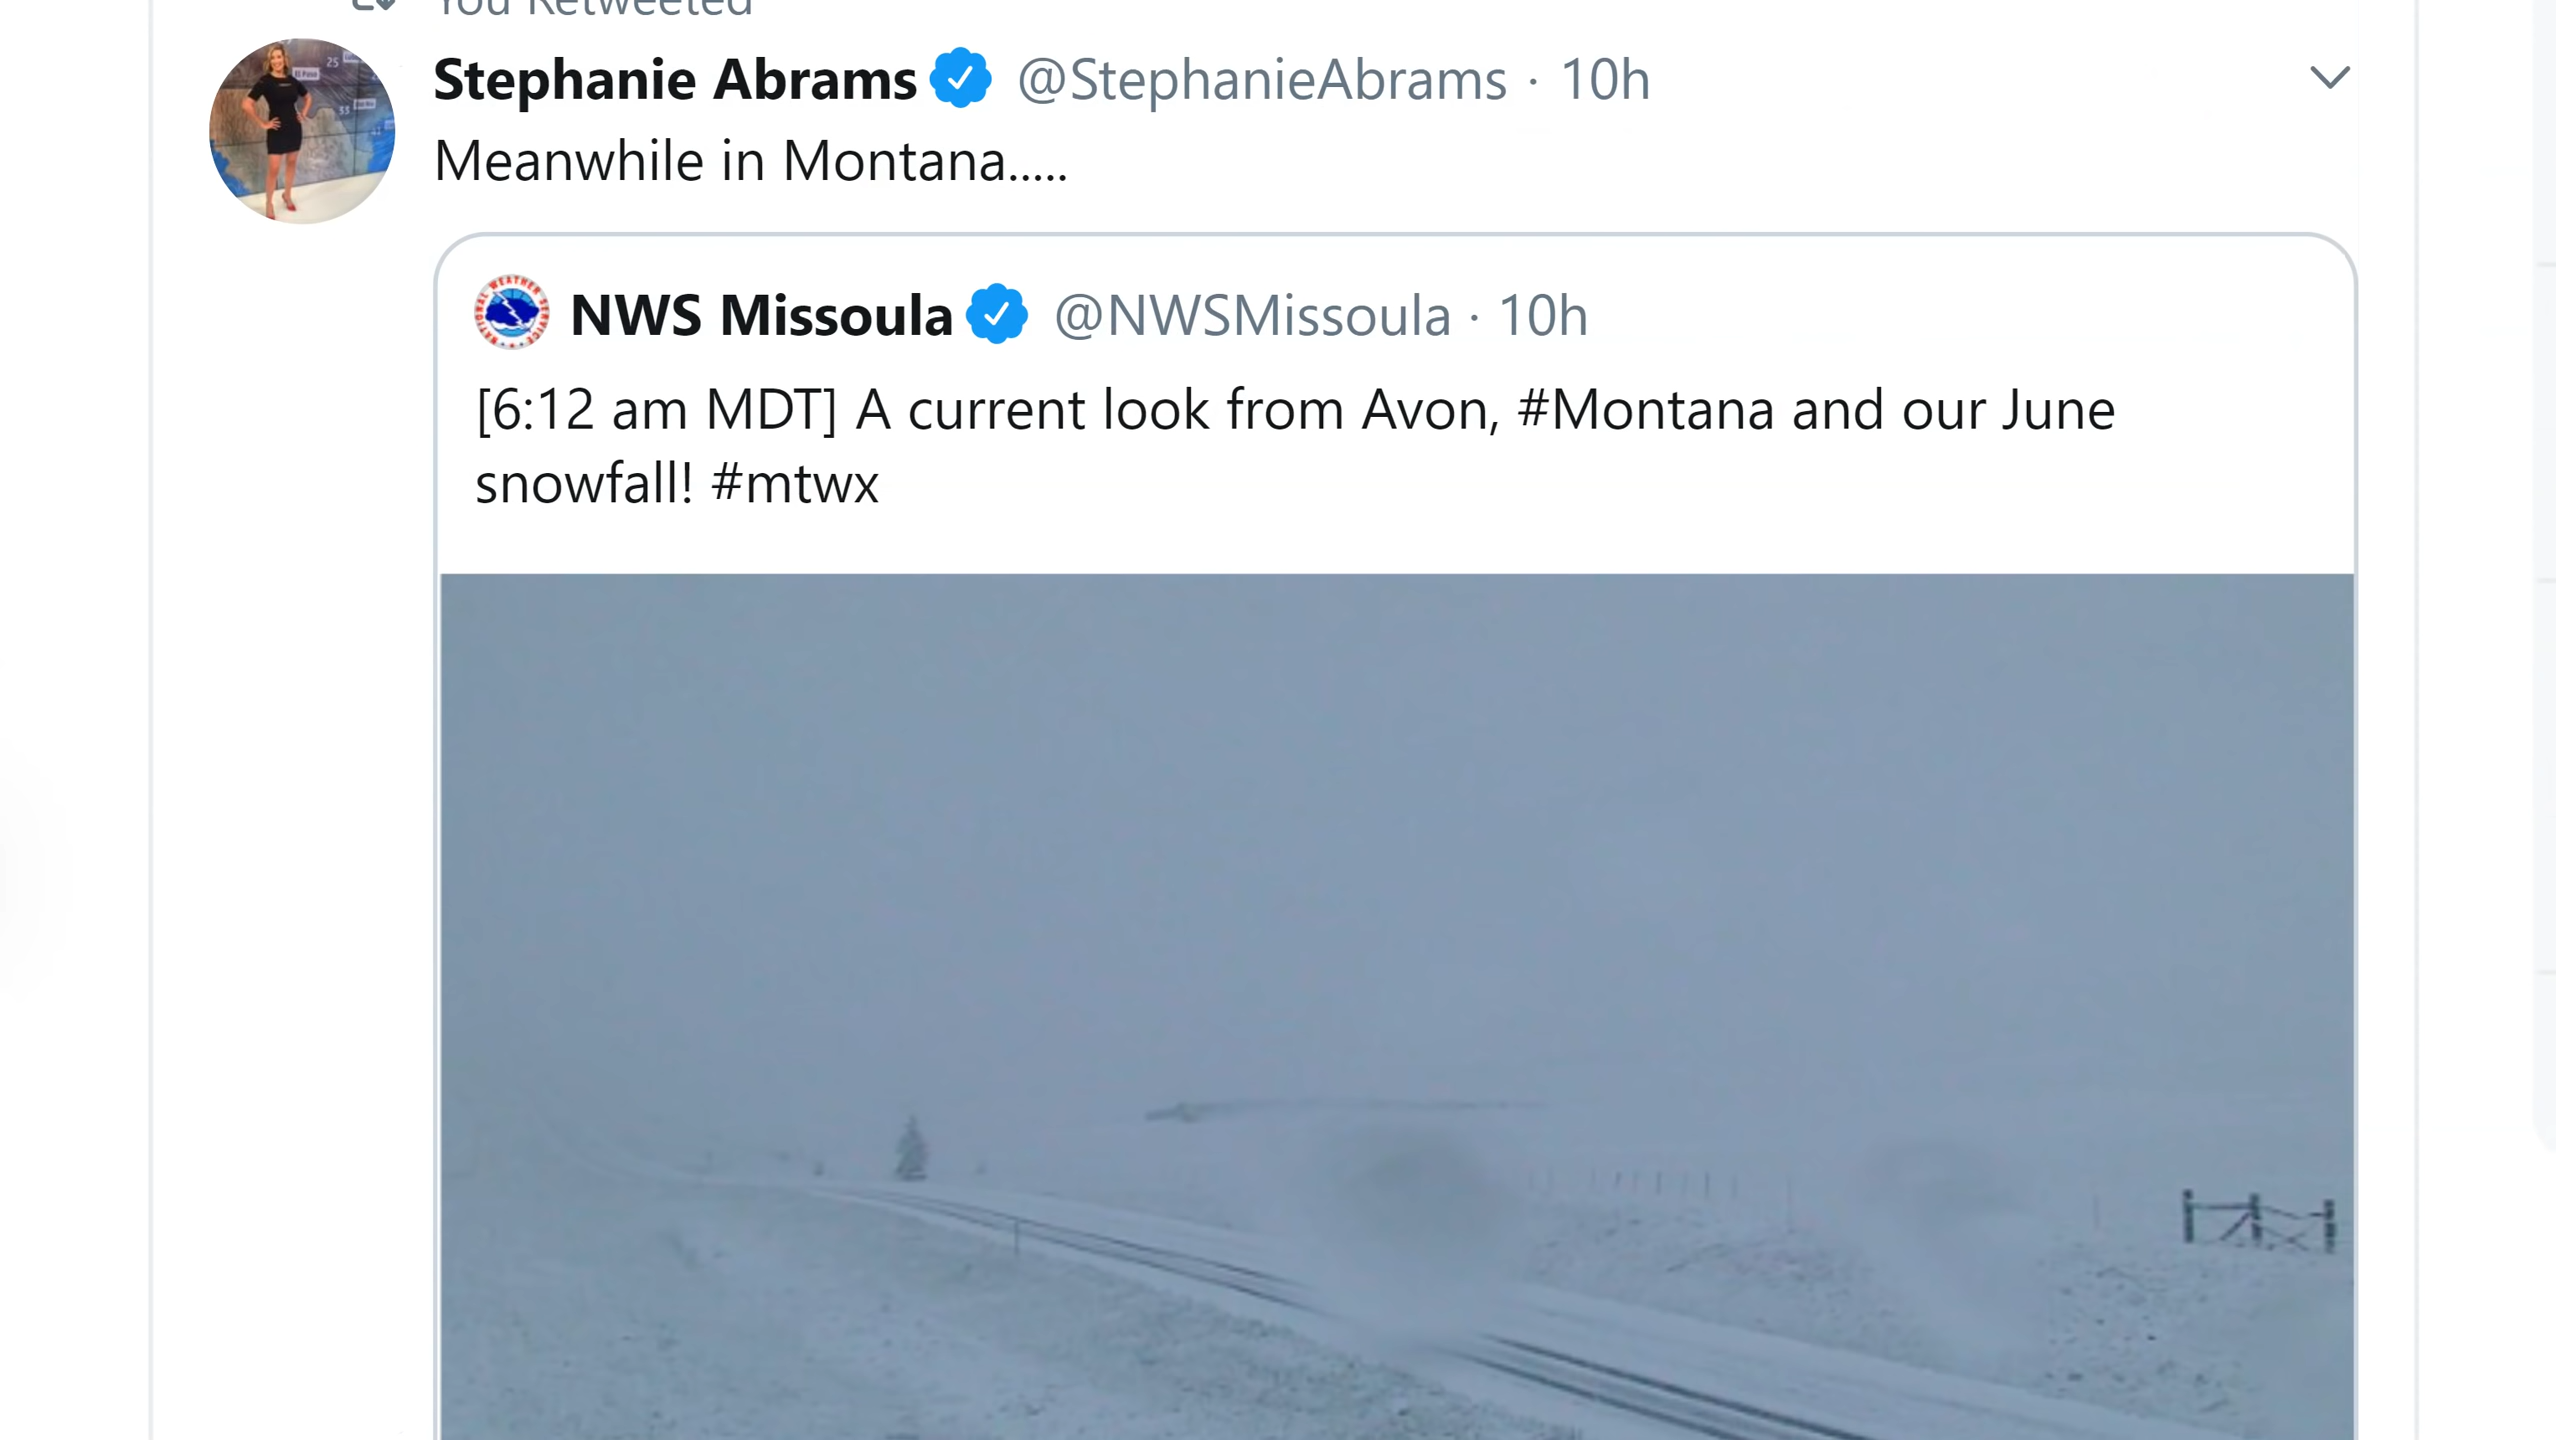 You Retweeted
Stephanie Abrams @StephanieAbrams · 10h
Meanwhile in Montana.....
NWS Missoula @NWSMissoula · 10h
[6:12 am MDT] A current look from Avon, #Montana and our June
snowfall! #mtwx